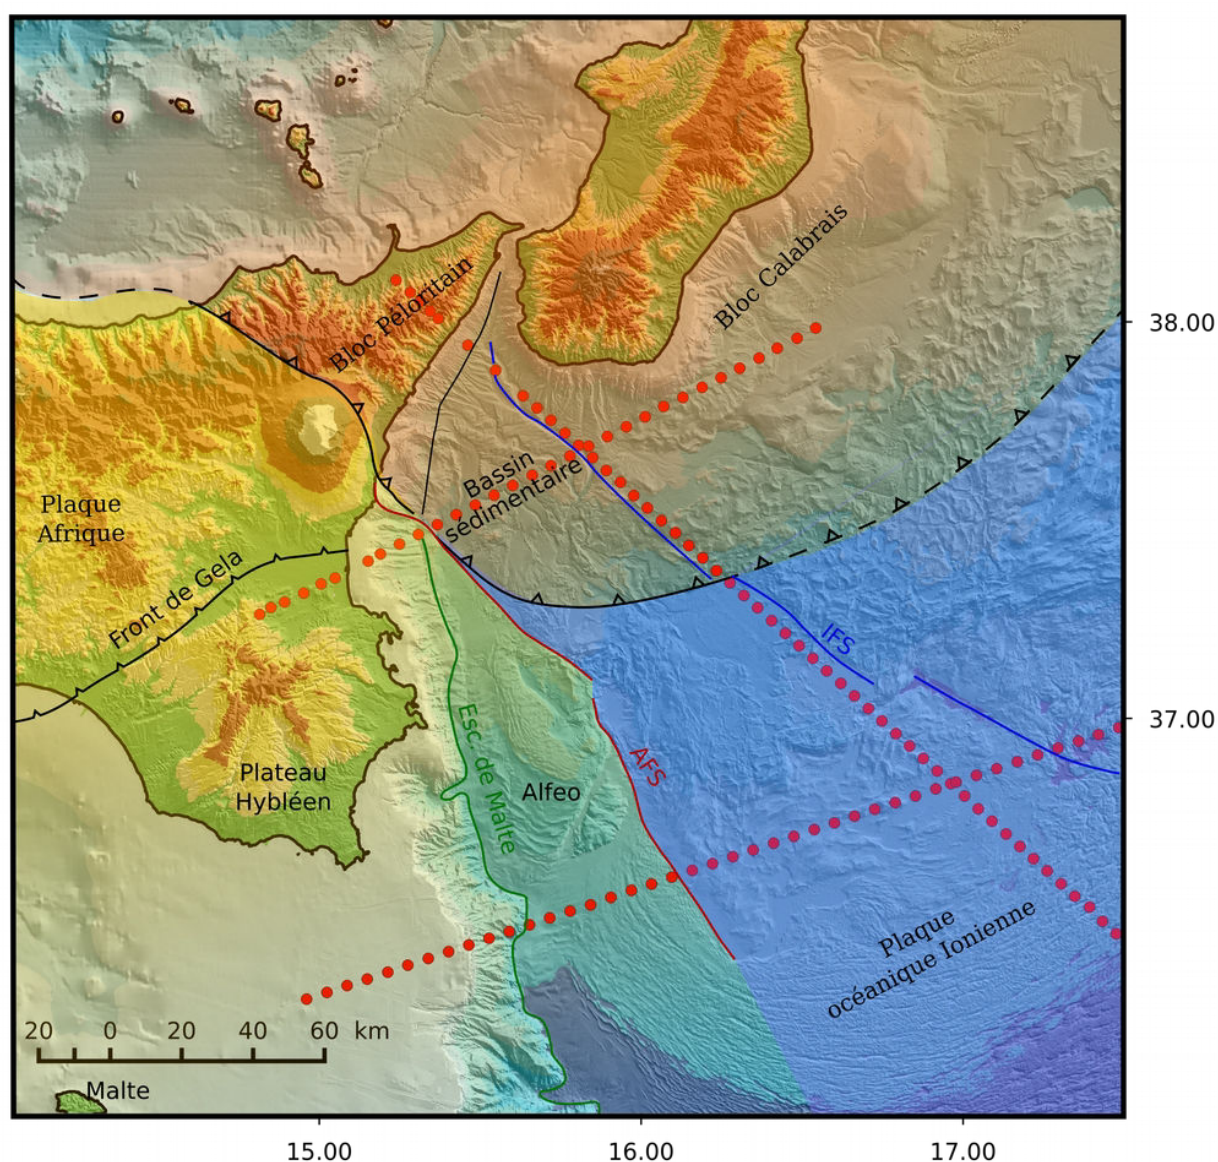 Bloc Péloritain
Bloc Calabrais
38.00
Bassin
sédimentaire
Plaque
Afrique
Front de Gela
IFS
37.00
Esc. de Malte
AFS
Plateau
Hybléen
Alfeo
Plaque
océanique Ionienne
20 0 20 40 60 km
Malte
15.00 16.00 17.00